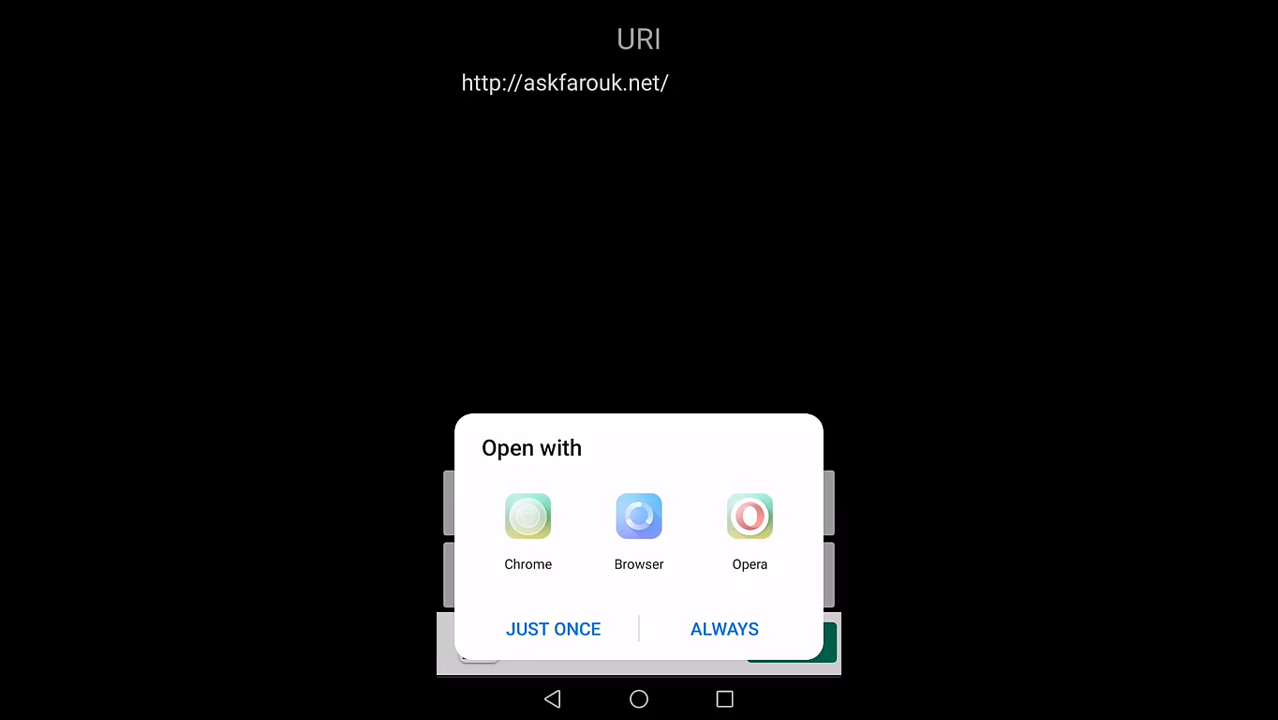 URI
http://askfarouk.net/
Open with
Chrome
Browser
Opera
JUST ONCE
ALWAYS